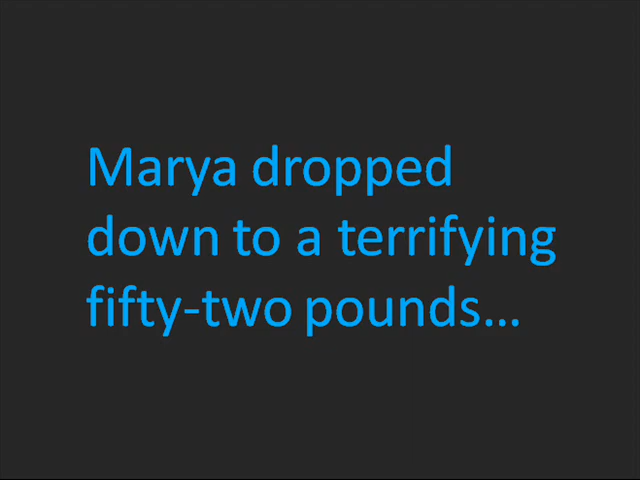 Marya dropped
down to a terrifying
fifty-two pounds...